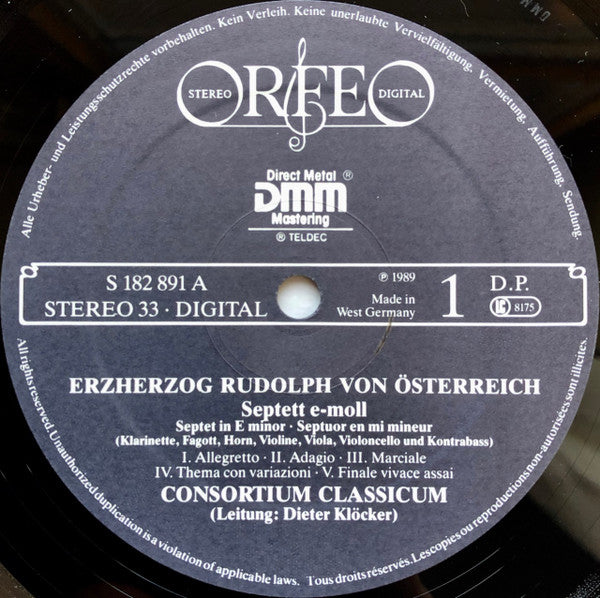 Alle Urheber- und Leistungsschutzrechte vorbehalten. Kein Verleih. Keine unerlaubte Vervielfältigung, Vermietung, Aufführung, Sendung.
ORFEO
STEREO DIGITAL
Direct Metal ®
DMM
Mastering
® TELDEC
S 182 891 A
STEREO 33 · DIGITAL
℗ 1989
Made in
West Germany
1
D.P.
LC 8175
ERZHERZOG RUDOLPH VON ÖSTERREICH
Septett e-moll
Septet in E minor · Septuor en mi mineur
(Klarinette, Fagott, Horn, Violine, Viola, Violoncello und Kontrabass)
I. Allegretto · II. Adagio · III. Marciale
IV. Thema con variazioni · V. Finale vivace assai
CONSORTIUM CLASSICUM
(Leitung: Dieter Klöcker)
All rights reserved. Unauthorized duplication is a violation of applicable laws. Tous droits réservés. Les copies ou reproductions non-autorisées sont illicites.